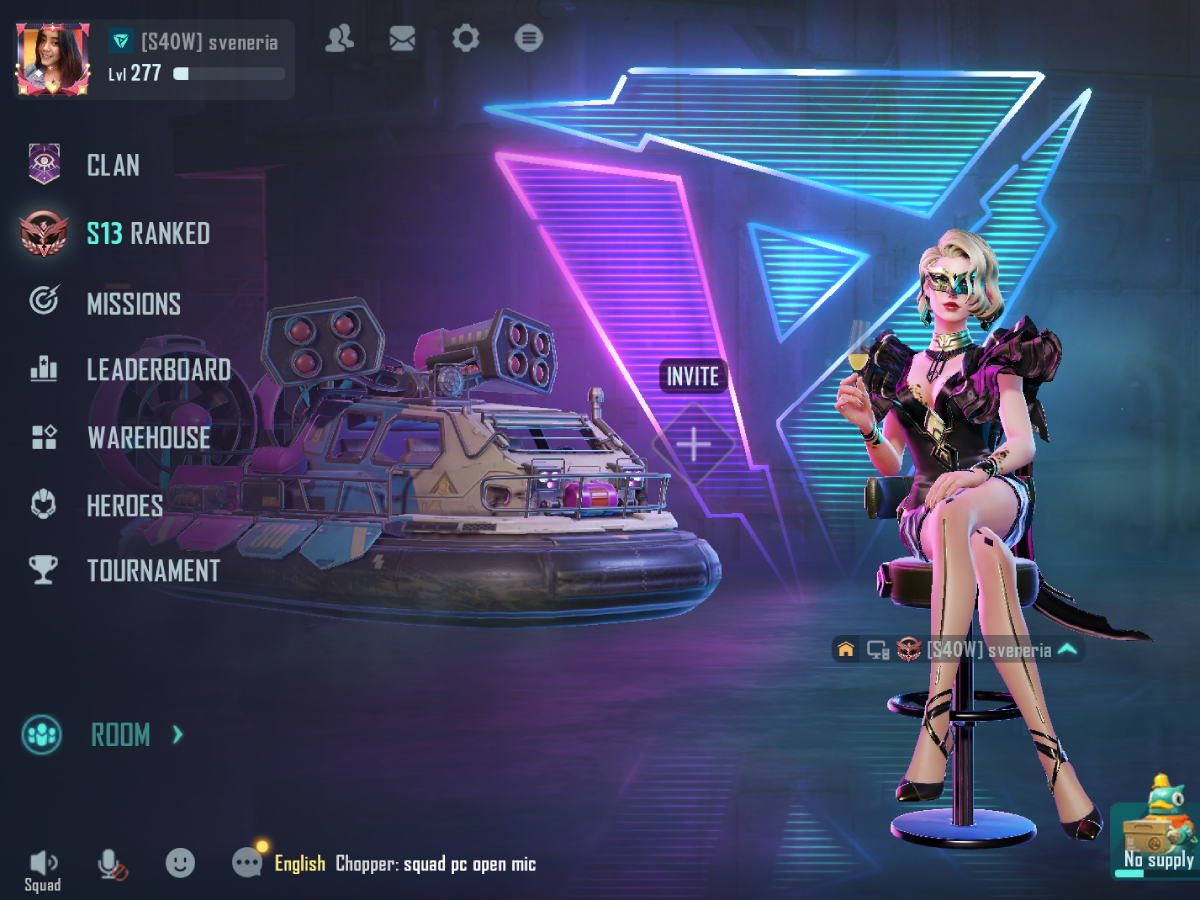 [S40W] sveneria
Lvl 277
CLAN
S13 RANKED
MISSIONS
LEADERBOARD
WAREHOUSE
HEROES
TOURNAMENT
INVITE
[S40W] sveneria
ROOM
English Chopper: squad pc open mic
Squad
No supply